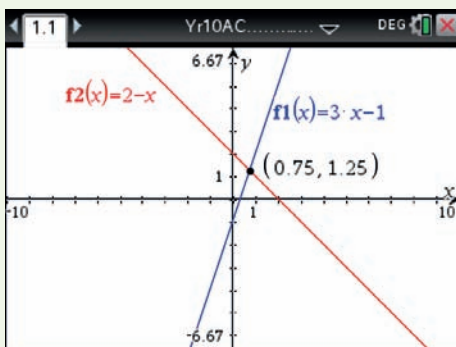 1.1 Yr10AC............ DEG
6.67 y
f2(x)=2-x
f1(x)=3·x-1
(0.75, 1.25)
1
x
-10 1 10
-6.67